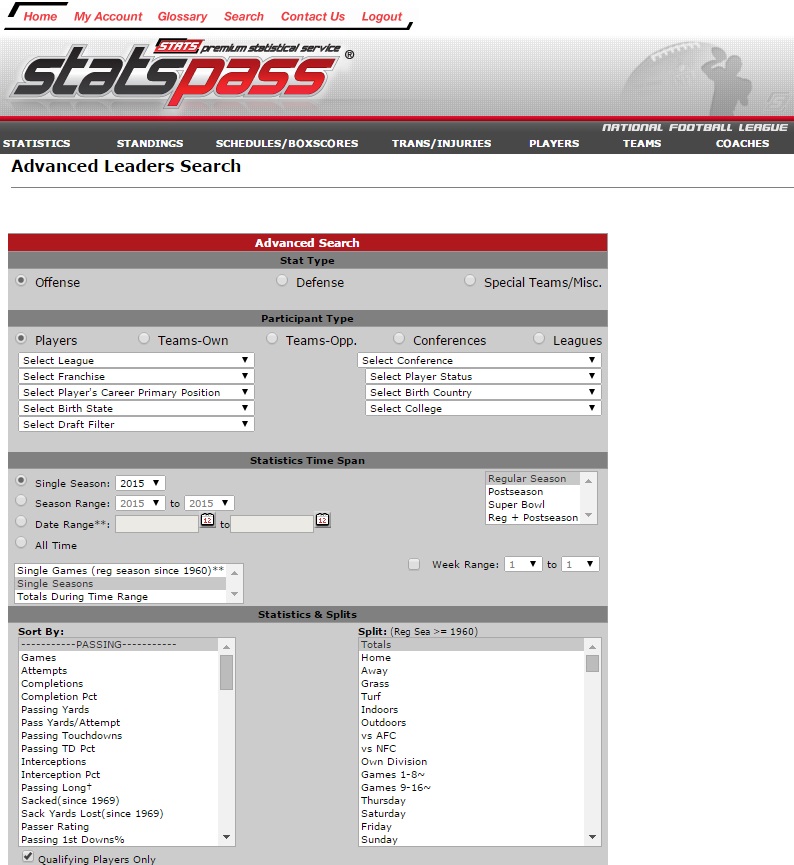 Home My Account Glossary Search Contact Us Logout
STATS premium statistical service
statspass®
NATIONAL FOOTBALL LEAGUE
STATISTICS STANDINGS SCHEDULES/BOXSCORES TRANS/INJURIES PLAYERS TEAMS COACHES
Advanced Leaders Search
Advanced Search
Stat Type
Offense Defense Special Teams/Misc.
Participant Type
Players Teams-Own Teams-Opp. Conferences Leagues
Select League Select Conference
Select Franchise Select Player Status
Select Player's Career Primary Position Select Birth Country
Select Birth State Select College
Select Draft Filter
Statistics Time Span
Single Season: 2015
Season Range: 2015 to 2015
Date Range**: 12 to 12
All Time
Regular Season
Postseason
Super Bowl
Reg + Postseason
Week Range: 1 to 1
Single Games (reg season since 1960)**
Single Seasons
Totals During Time Range
Statistics & Splits
Sort By:
-----------PASSING-----------
Games
Attempts
Completions
Completion Pct
Passing Yards
Pass Yards/Attempt
Passing Touchdowns
Passing TD Pct
Interceptions
Interception Pct
Passing Long†
Sacked(since 1969)
Sack Yards Lost(since 1969)
Passer Rating
Passing 1st Downs%
Qualifying Players Only
Split: (Reg Sea >= 1960)
Totals
Home
Away
Grass
Turf
Indoors
Outdoors
vs AFC
vs NFC
Own Division
Games 1-8~
Games 9-16~
Thursday
Saturday
Friday
Sunday